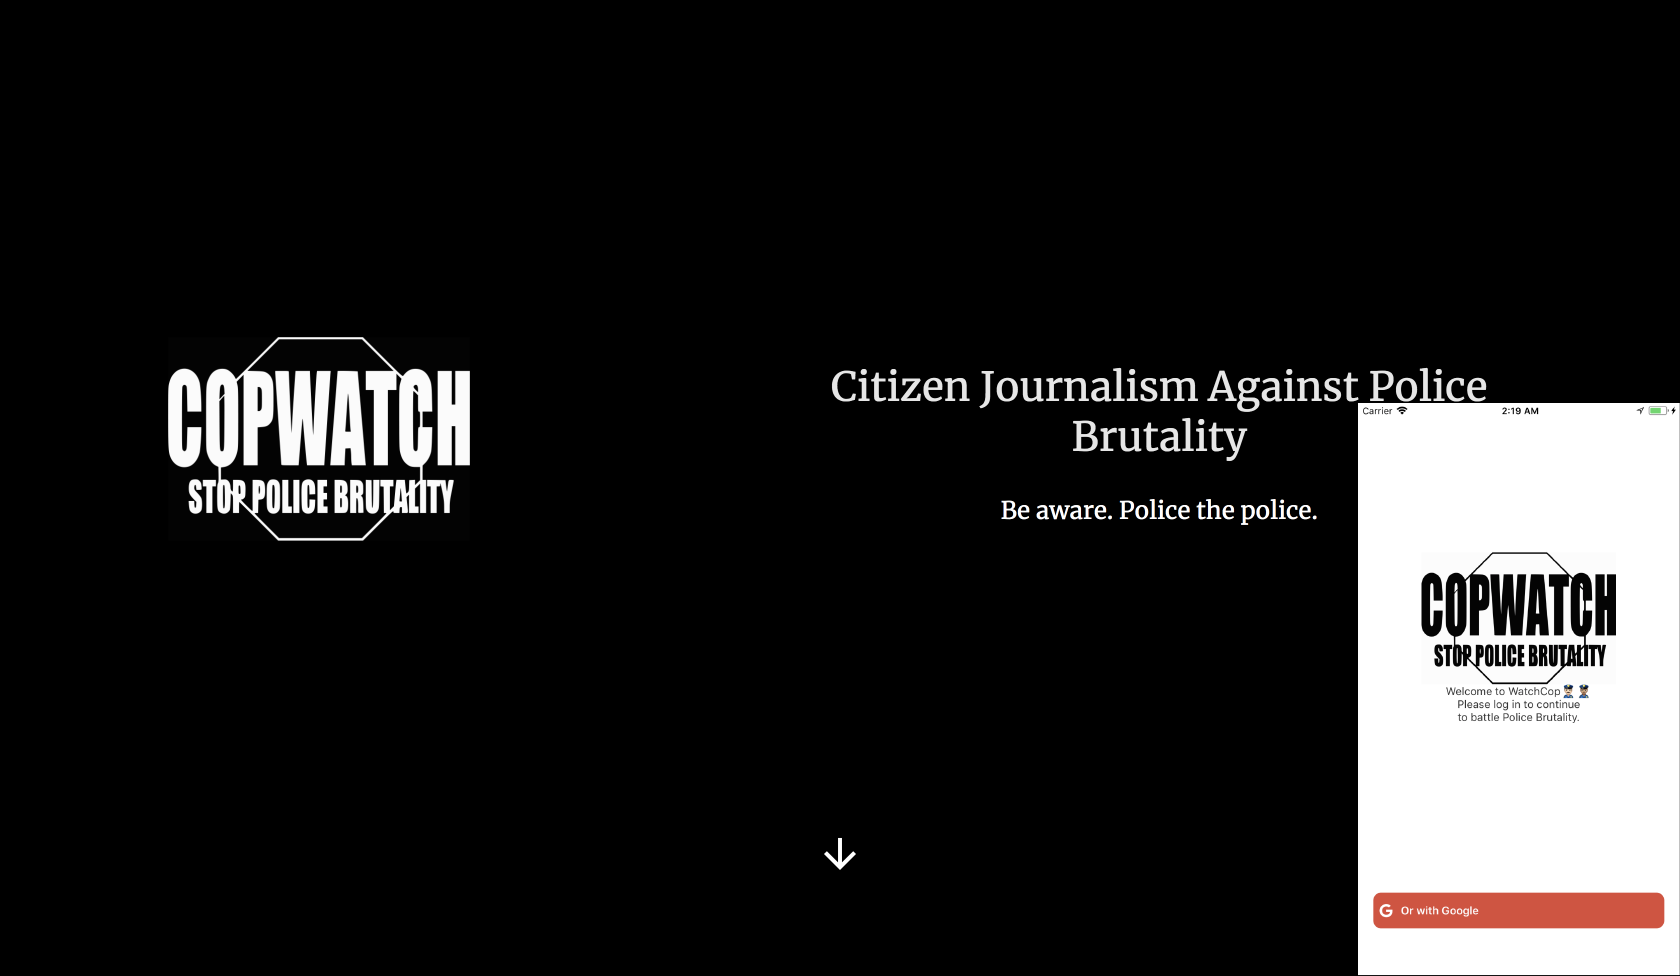 COPWATCH
STOP POLICE BRUTALITY
Citizen Journalism Against Police
Brutality
Be aware. Police the police.
Carrier 2:19 AM
COPWATCH
STOP POLICE BRUTALITY
Welcome to WatchCop
Please log in to continue
to battle Police Brutality.
G Or with Google